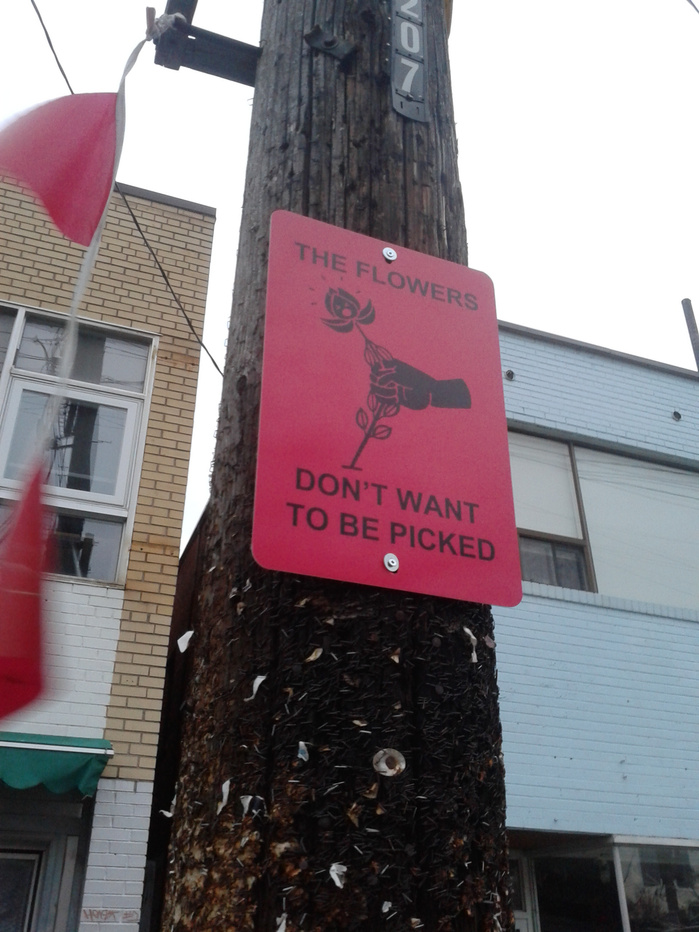 207
THE FLOWERS
DON'T WANT
TO BE PICKED